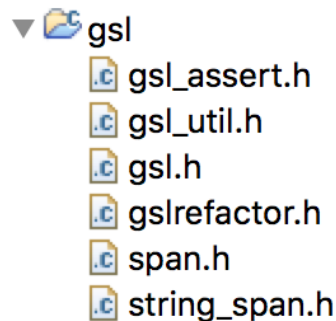 gsl
gsl_assert.h
gsl_util.h
gsl.h
gslrefactor.h
span.h
string_span.h